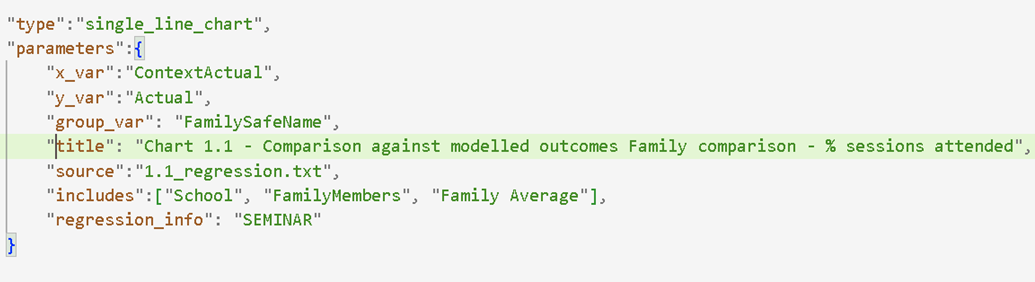 "type":"single_line_chart",
"parameters":{
"x_var":"ContextActual",
"y_var":"Actual",
"group_var": "FamilySafeName",
"title": "Chart 1.1 - Comparison against modelled outcomes Family comparison - % sessions attended",
"source":"1.1_regression.txt",
"includes":["School", "FamilyMembers", "Family Average"],
"regression_info": "SEMINAR"
}